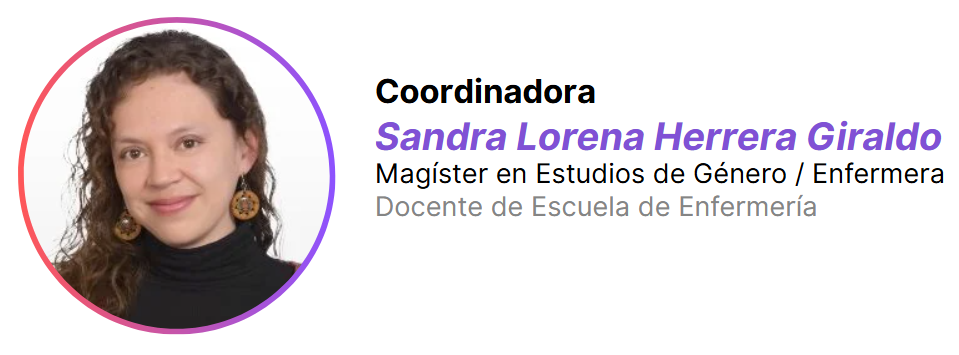 Coordinadora
Sandra Lorena Herrera Giraldo
Magíster en Estudios de Género / Enfermera
Docente de Escuela de Enfermería